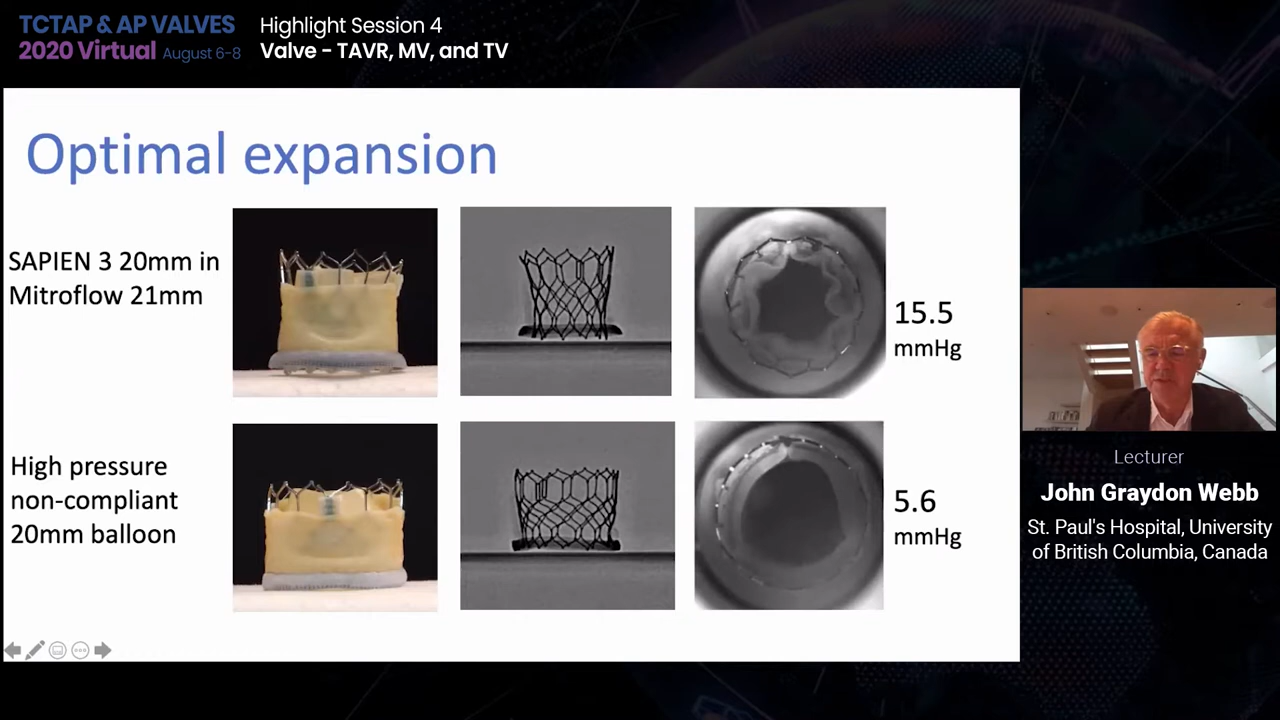 TCTAP & AP VALVES
2020 Virtual August 6-8
Highlight Session 4
Valve - TAVR, MV, and TV
Optimal expansion
SAPIEN 3 20mm in
Mitroflow 21mm
15.5
mmHg
High pressure
non-compliant
20mm balloon
5.6
mmHg
Lecturer
John Graydon Webb
St. Paul's Hospital, University
of British Columbia, Canada